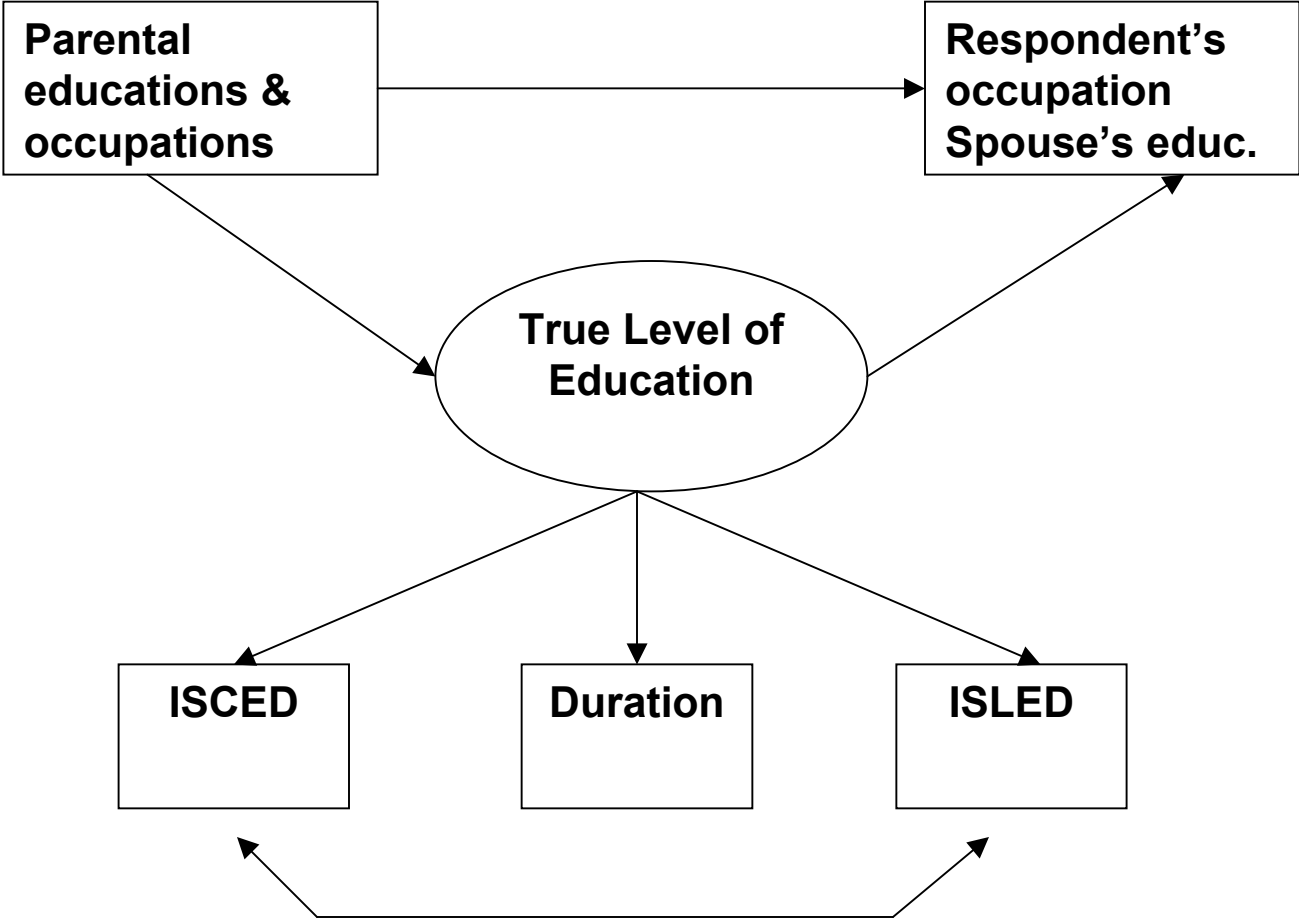 Parental
educations &
occupations
Respondent’s
occupation
Spouse’s educ.
True Level of
Education
ISCED
Duration
ISLED